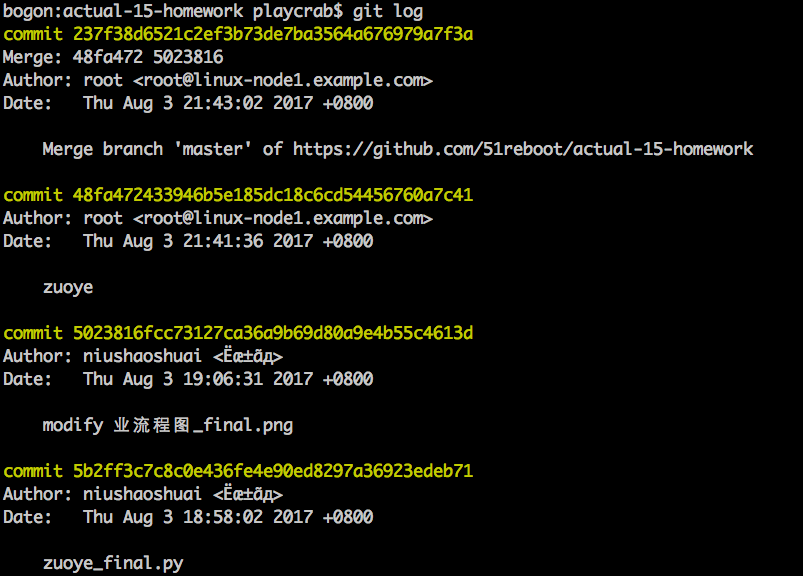 bogon:actual-15-homework playcrab$ git log
commit 237f38d6521c2ef3b73de7ba3564a676979a7f3a
Merge: 48fa472 5023816
Author: root <root@linux-node1.example.com>
Date:   Thu Aug 3 21:43:02 2017 +0800
Merge branch 'master' of https://github.com/51reboot/actual-15-homework
commit 48fa472433946b5e185dc18c6cd54456760a7c41
Author: root <root@linux-node1.example.com>
Date:   Thu Aug 3 21:41:36 2017 +0800
zuoye
commit 5023816fcc73127ca36a9b69d80a9e4b55c4613d
Author: niushaoshuai <Ëæ±ãд>
Date:   Thu Aug 3 19:06:31 2017 +0800
modify 业流程图_final.png
commit 5b2ff3c7c8c0e436fe4e90ed8297a36923edeb71
Author: niushaoshuai <Ëæ±ãд>
Date:   Thu Aug 3 18:58:02 2017 +0800
zuoye_final.py